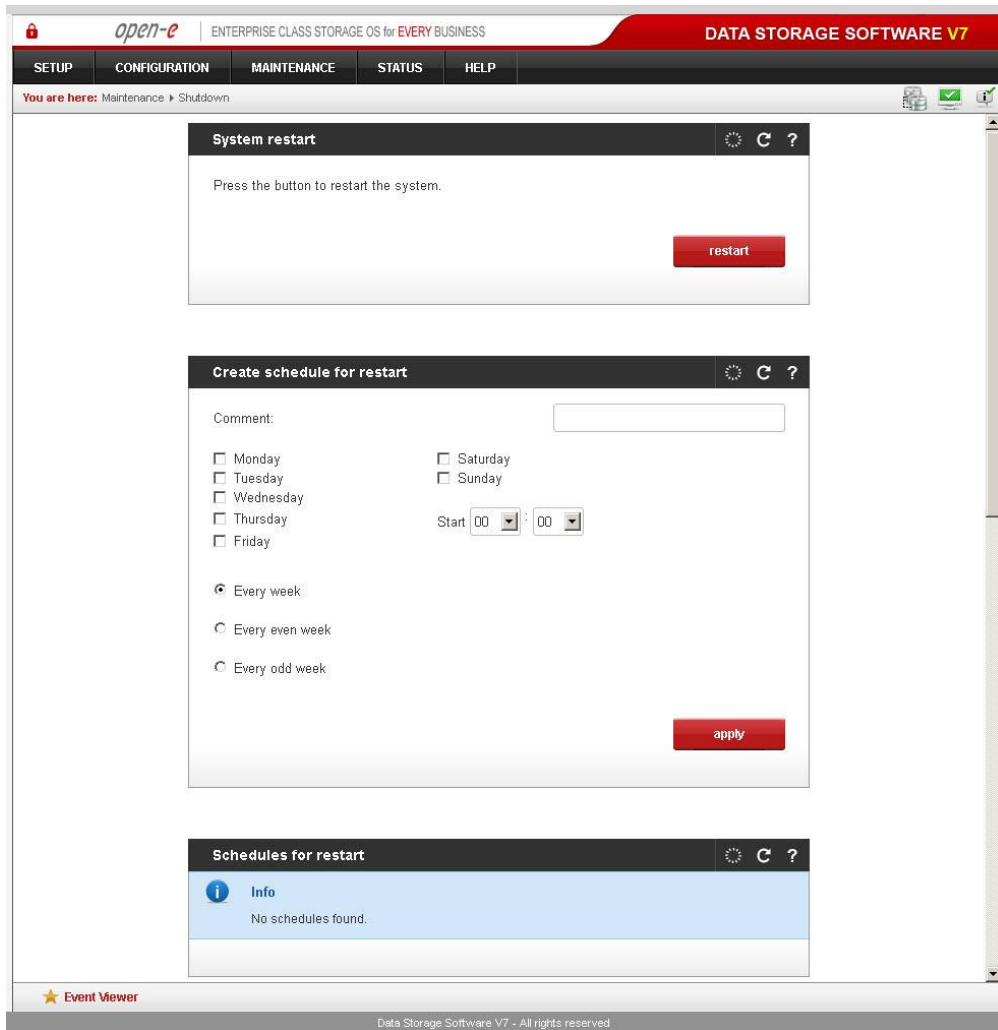 open-e ENTERPRISE CLASS STORAGE OS for EVERY BUSINESS DATA STORAGE SOFTWARE V7
SETUP CONFIGURATION MAINTENANCE STATUS HELP
You are here: Maintenance ▸ Shutdown
System restart ?
Press the button to restart the system.
restart
Create schedule for restart ?
Comment:
Monday Saturday
Tuesday Sunday
Wednesday
Thursday Start 00 : 00
Friday
Every week
Every even week
Every odd week
apply
Schedules for restart ?
Info
No schedules found.
Event Viewer
Data Storage Software V7 - All rights reserved